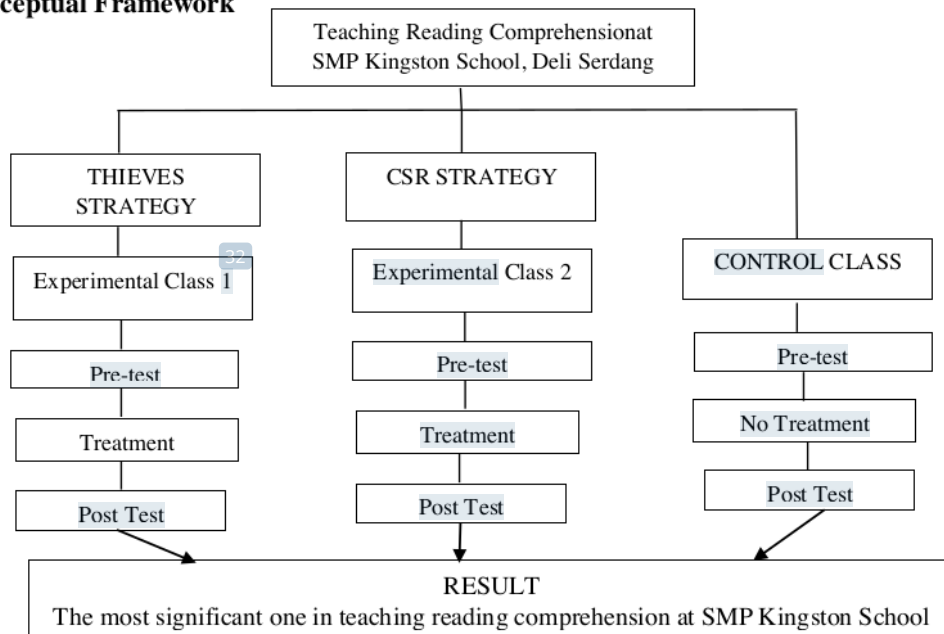 ceptual Framework
Teaching Reading Comprehensionat
SMP Kingston School, Deli Serdang
THIEVES
STRATEGY
CSR STRATEGY
32
Experimental Class 1
Experimental Class 2
CONTROL CLASS
Pre-test
Pre-test
Pre-test
Treatment
Treatment
No Treatment
Post Test
Post Test
Post Test
RESULT
The most significant one in teaching reading comprehension at SMP Kingston School